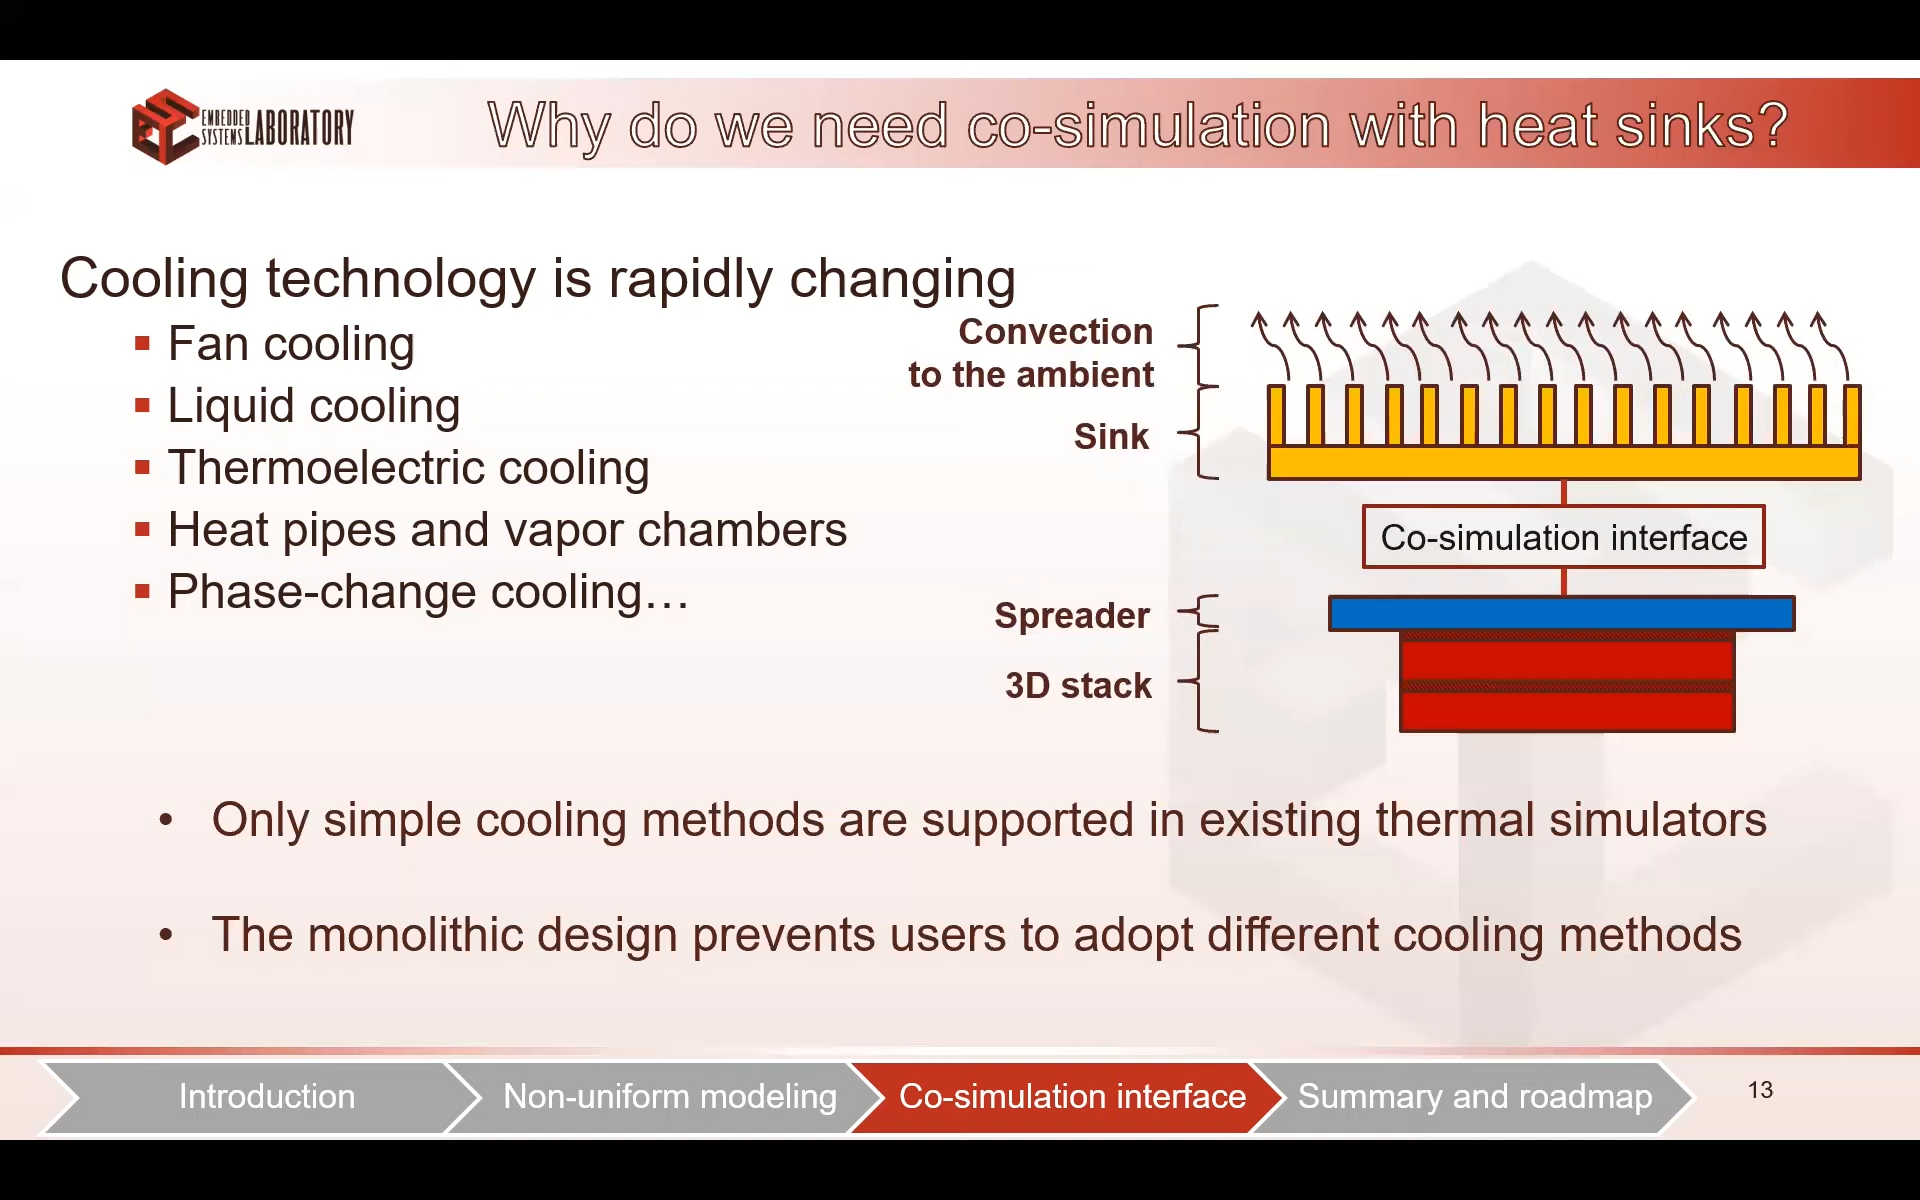 EMBEDDED
SYSTEMS LABORATORY
Why do we need co-simulation with heat sinks?
Cooling technology is rapidly changing
▪ Fan cooling
▪ Liquid cooling
▪ Thermoelectric cooling
▪ Heat pipes and vapor chambers
▪ Phase-change cooling…
Convection
to the ambient
Sink
Co-simulation interface
Spreader
3D stack
• Only simple cooling methods are supported in existing thermal simulators
• The monolithic design prevents users to adopt different cooling methods
Introduction
Non-uniform modeling
Co-simulation interface
Summary and roadmap
13